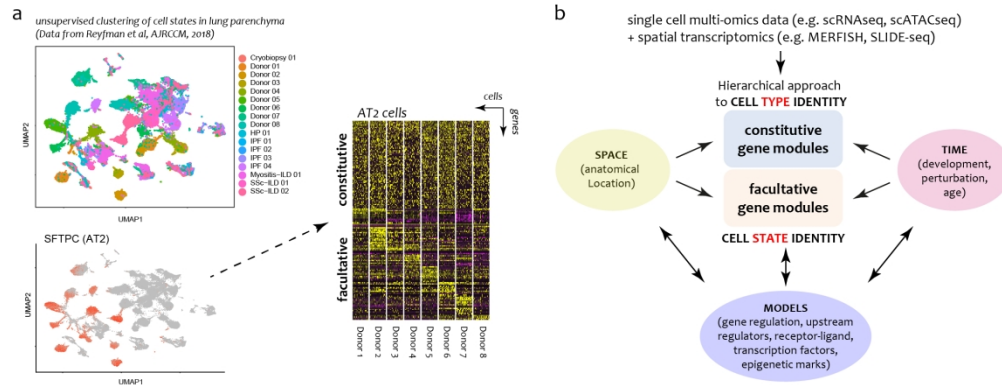 a
unsupervised clustering of cell states in lung parenchyma
(Data from Reyfman et al, AJRCCM, 2018)
UMAP2
UMAP1
Cryobiopsy 01
Donor 01
Donor 02
Donor 03
Donor 04
Donor 05
Donor 06
Donor 07
Donor 08
HP 01
IPF 01
IPF 02
IPF 03
IPF 04
Myositis-ILD 01
SSc-ILD 01
SSc-ILD 02
SFTPC (AT2)
UMAP2
UMAP1
AT2 cells
cells
genes
constitutive
facultative
Donor 1
Donor 2
Donor 3
Donor 4
Donor 5
Donor 6
Donor 7
Donor 8
b
single cell multi-omics data (e.g. scRNAseq, scATACseq)
+ spatial transcriptomics (e.g. MERFISH, SLIDE-seq)
Hierarchical approach
to CELL TYPE IDENTITY
constitutive
gene modules
SPACE
(anatomical
Location)
TIME
(development,
perturbation,
age)
facultative
gene modules
CELL STATE IDENTITY
MODELS
(gene regulation, upstream
regulators, receptor-ligand,
transcription factors,
epigenetic marks)